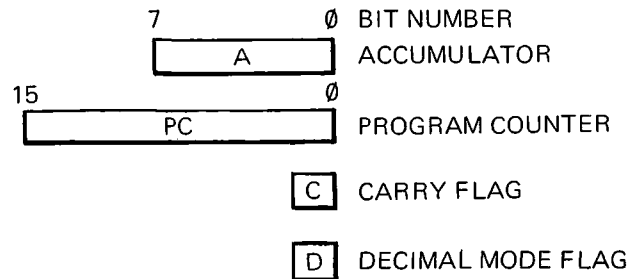 7 Ø BIT NUMBER
A ACCUMULATOR
15 Ø
PC PROGRAM COUNTER
C CARRY FLAG
D DECIMAL MODE FLAG